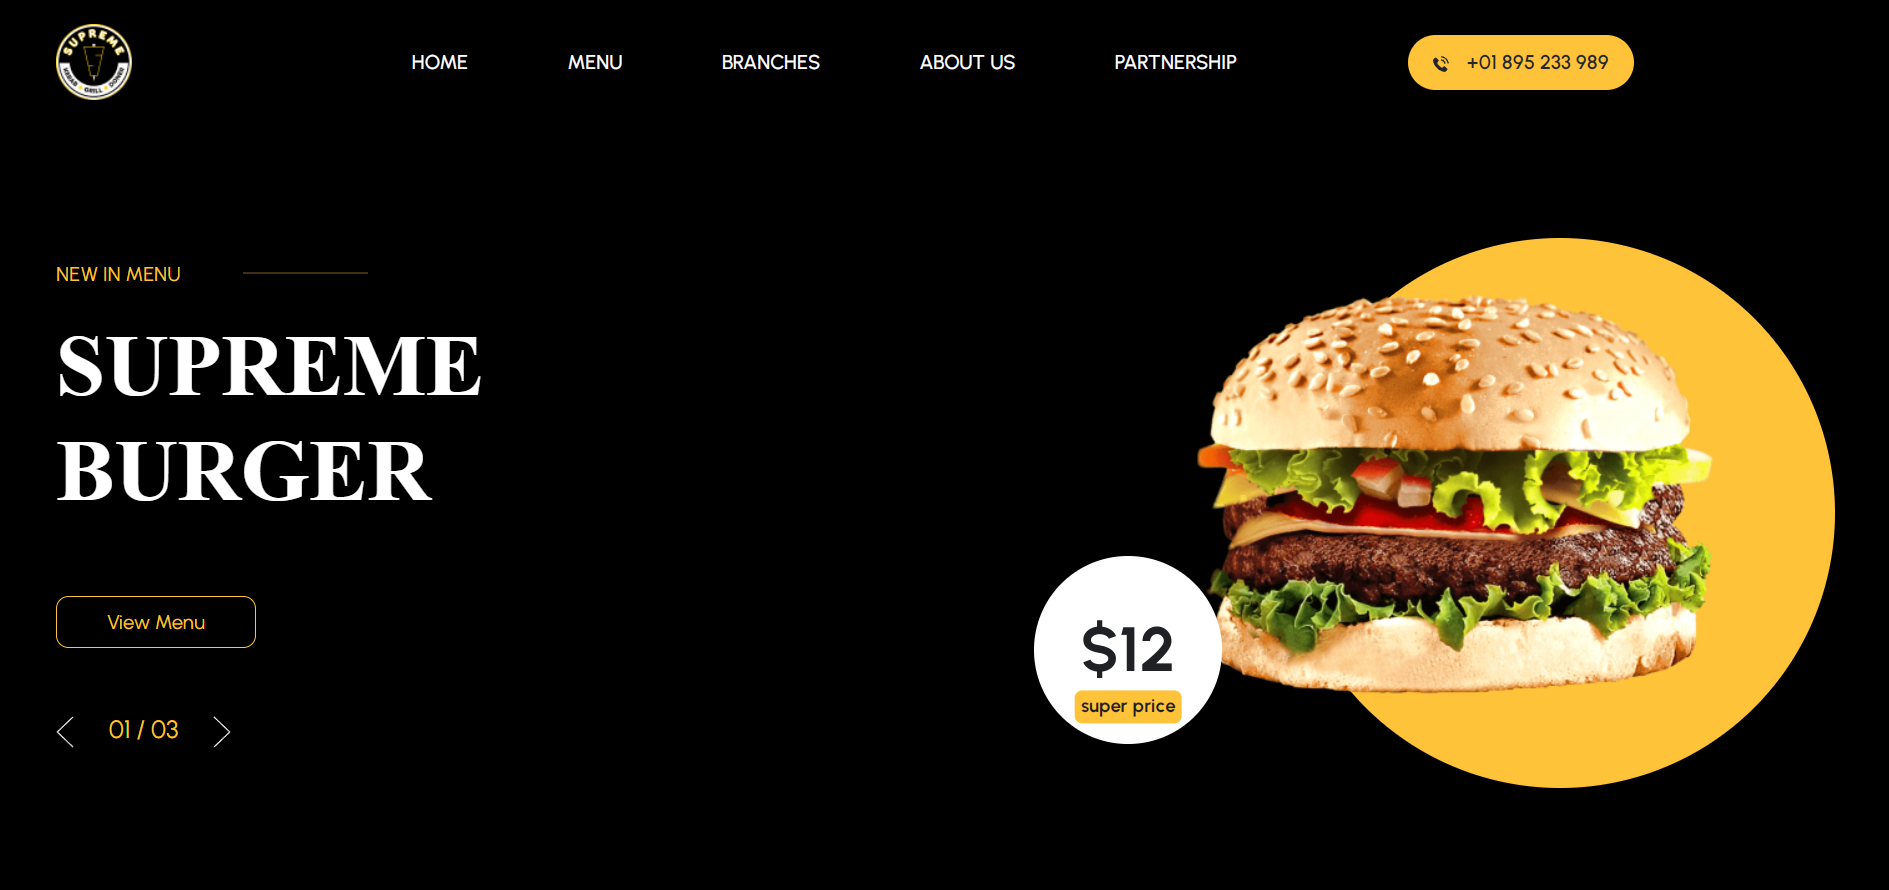 SUPREME
KEBAB GRILL DONER
HOME
MENU
BRANCHES
ABOUT US
PARTNERSHIP
+01 895 233 989
NEW IN MENU
SUPREME
BURGER
View Menu
01 / 03
$12
super price